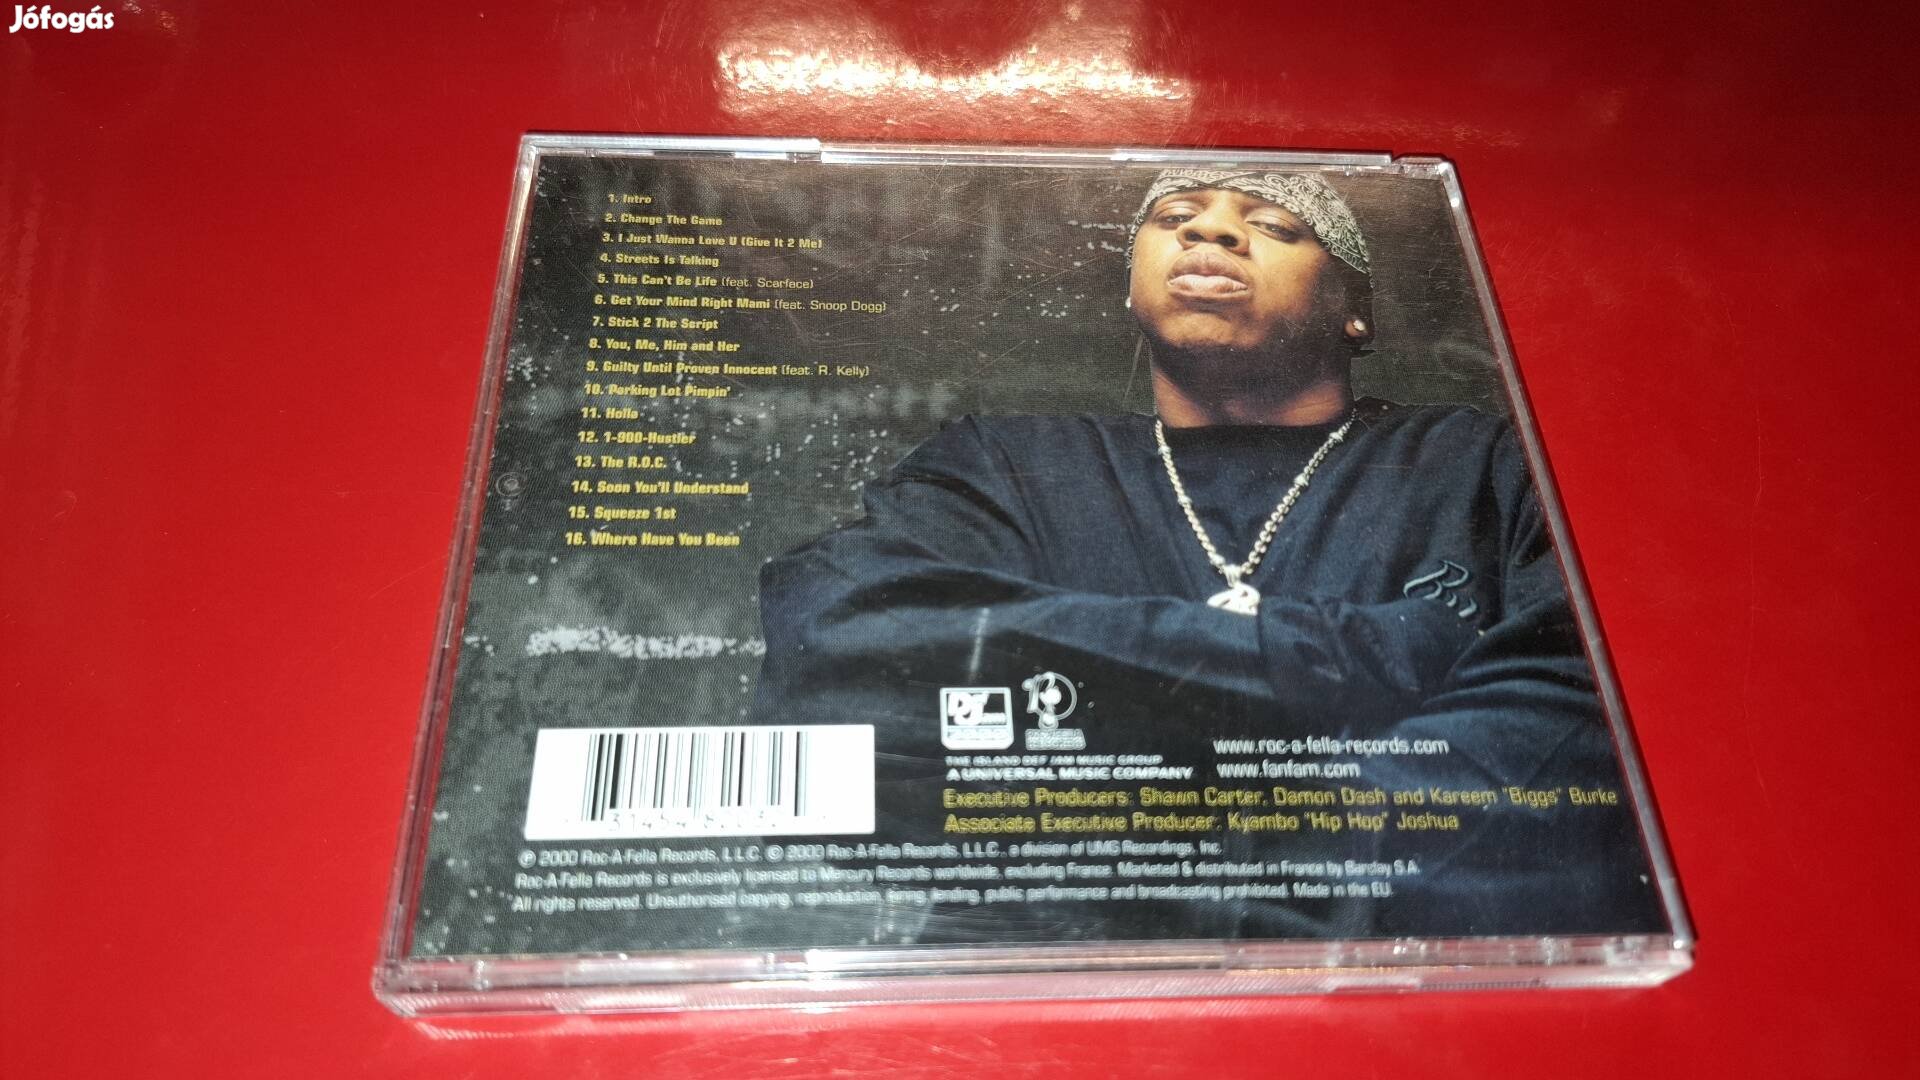 Jófogás
1. Intro
2. Change The Game
3. I Just Wanna Love U (Give It 2 Me)
4. Streets Is Talking
5. This Can't Be Life (feat. Scarface)
6. Get Your Mind Right Mami (feat. Snoop Dogg)
7. Stick 2 The Script
8. You, Me, Him and Her
9. Guilty Until Proven Innocent (feat. R. Kelly)
10. Parking Lot Pimpin'
11. Holla
12. 1-900-Hustler
13. The R.O.C.
14. Soon You'll Understand
15. Squeeze 1st
16. Where Have You Been
THE ISLAND DEF JAM MUSIC GROUP
A UNIVERSAL MUSIC COMPANY
www.roc-a-fella-records.com
www.fanfam.com
Executive Producers: Shawn Carter, Damon Dash and Kareem "Biggs" Burke
Associate Executive Producer: Kyambo "Hip Hop" Joshua
℗ 2000 Roc-A-Fella Records, L.L.C. © 2000 Roc-A-Fella Records, L.L.C., a division of UMG Recordings, Inc.
Roc-A-Fella Records is exclusively licensed to Mercury Records worldwide, excluding France. Marketed & distributed in France by Barclay S.A.
All rights reserved. Unauthorised copying, reproduction, hiring, lending, public performance and broadcasting prohibited. Made in the EU.